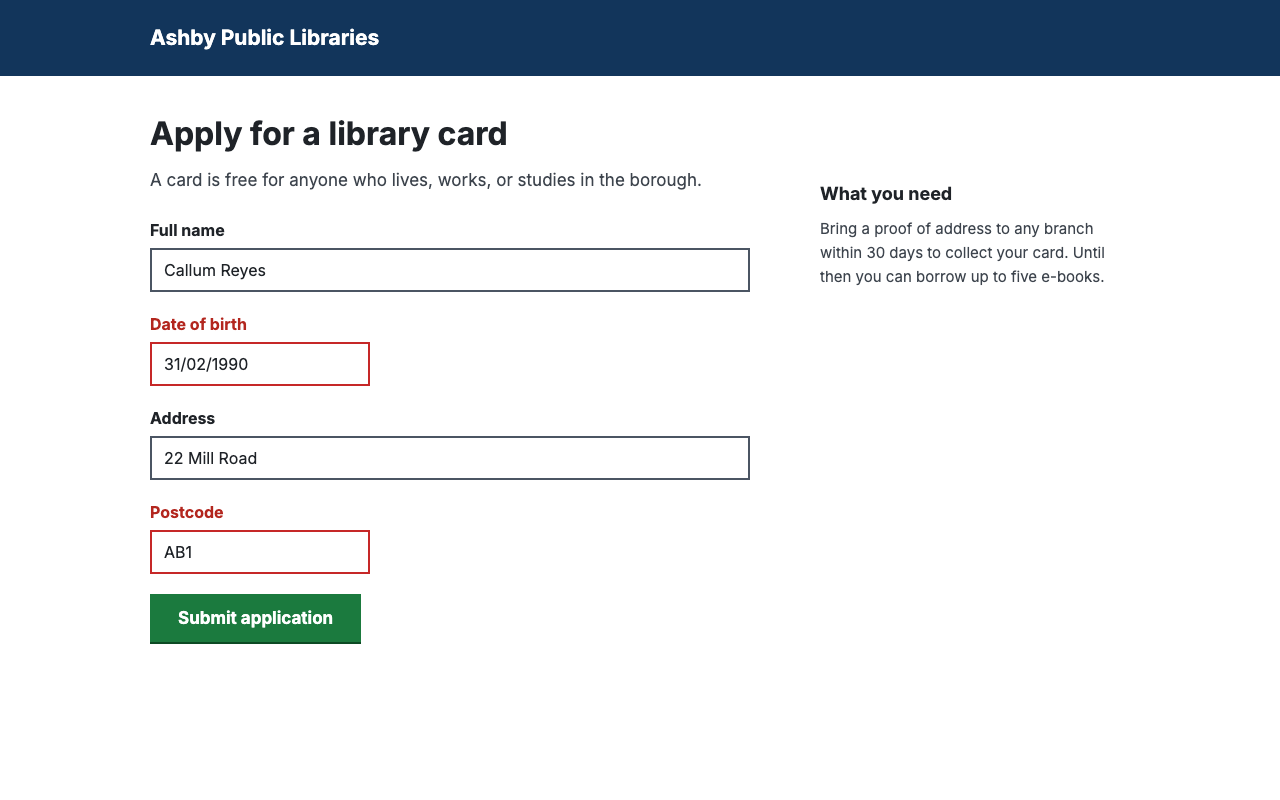 Ashby Public Libraries
Apply for a library card
A card is free for anyone who lives, works, or studies in the borough.
Full name
Callum Reyes
Date of birth
31/02/1990
Address
22 Mill Road
Postcode
AB1
Submit application
What you need
Bring a proof of address to any branch
within 30 days to collect your card. Until
then you can borrow up to five e-books.